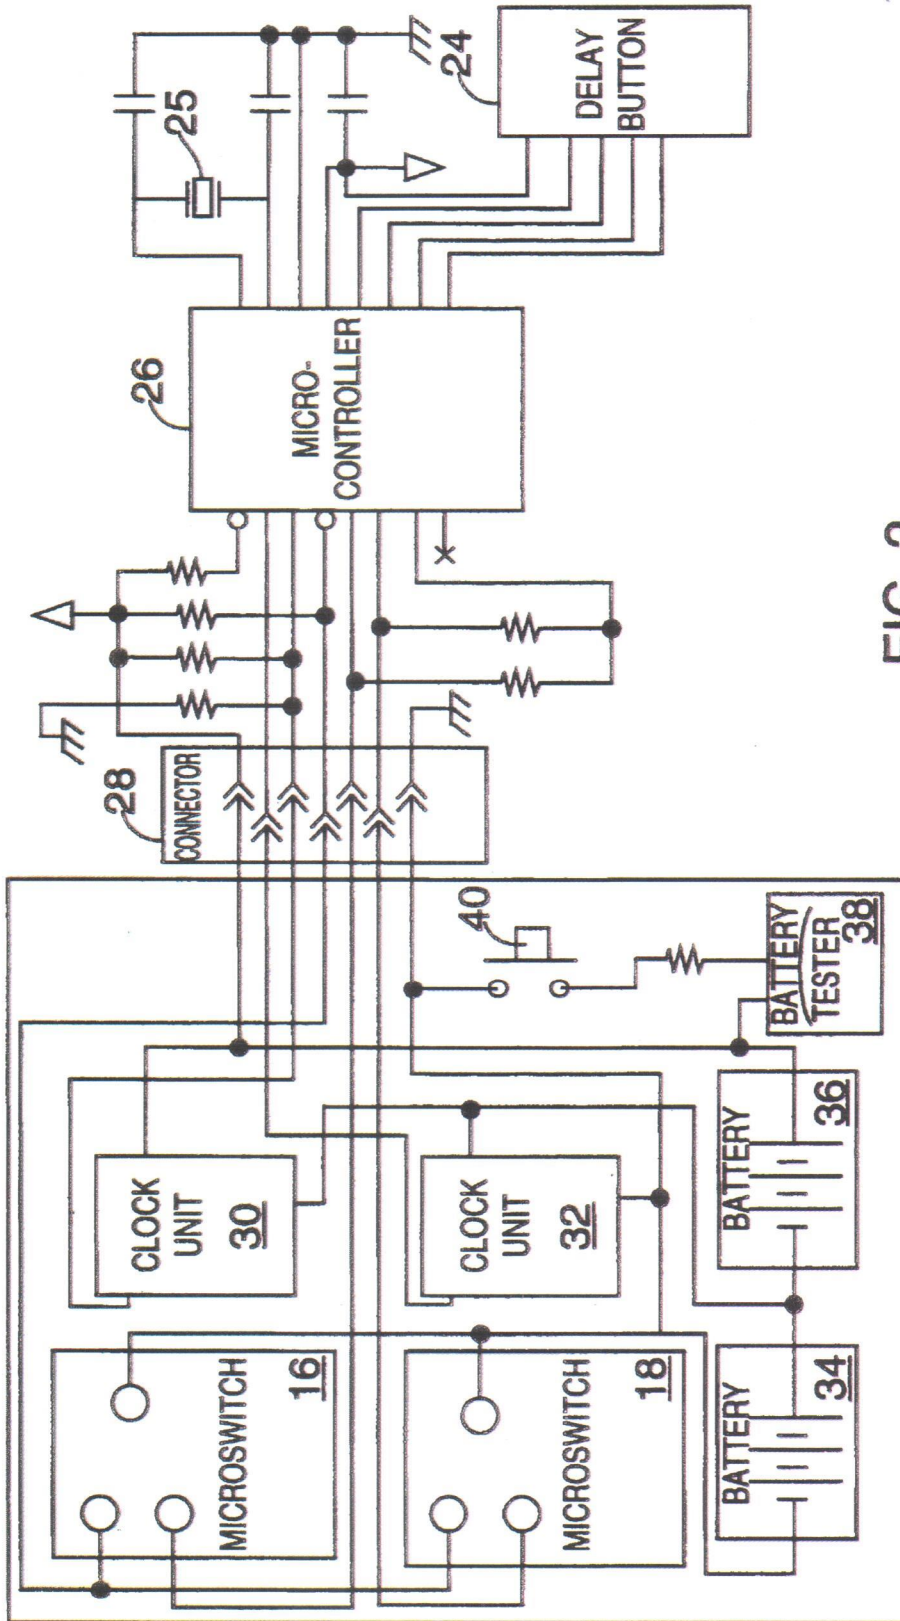 24
DELAY
BUTTON
25
26
MICRO-
CONTROLLER
28
CONNECTOR
40
BATTERY
TESTER
38
CLOCK
UNIT
30
CLOCK
UNIT
32
BATTERY
36
MICROSWITCH
16
MICROSWITCH
18
BATTERY
34